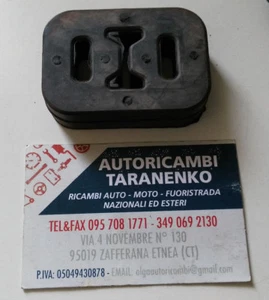 AUTORICAMBI
TARANENKO
RICAMBI AUTO - MOTO - FUORISTRADA
NAZIONALI ED ESTERI
TEL&FAX 095 708 1771 - 349 069 2130
VIA 4 NOVEMBRE N° 130
95019 ZAFFERANA ETNEA (CT)
P.IVA: 05049430878 - EMAIL: